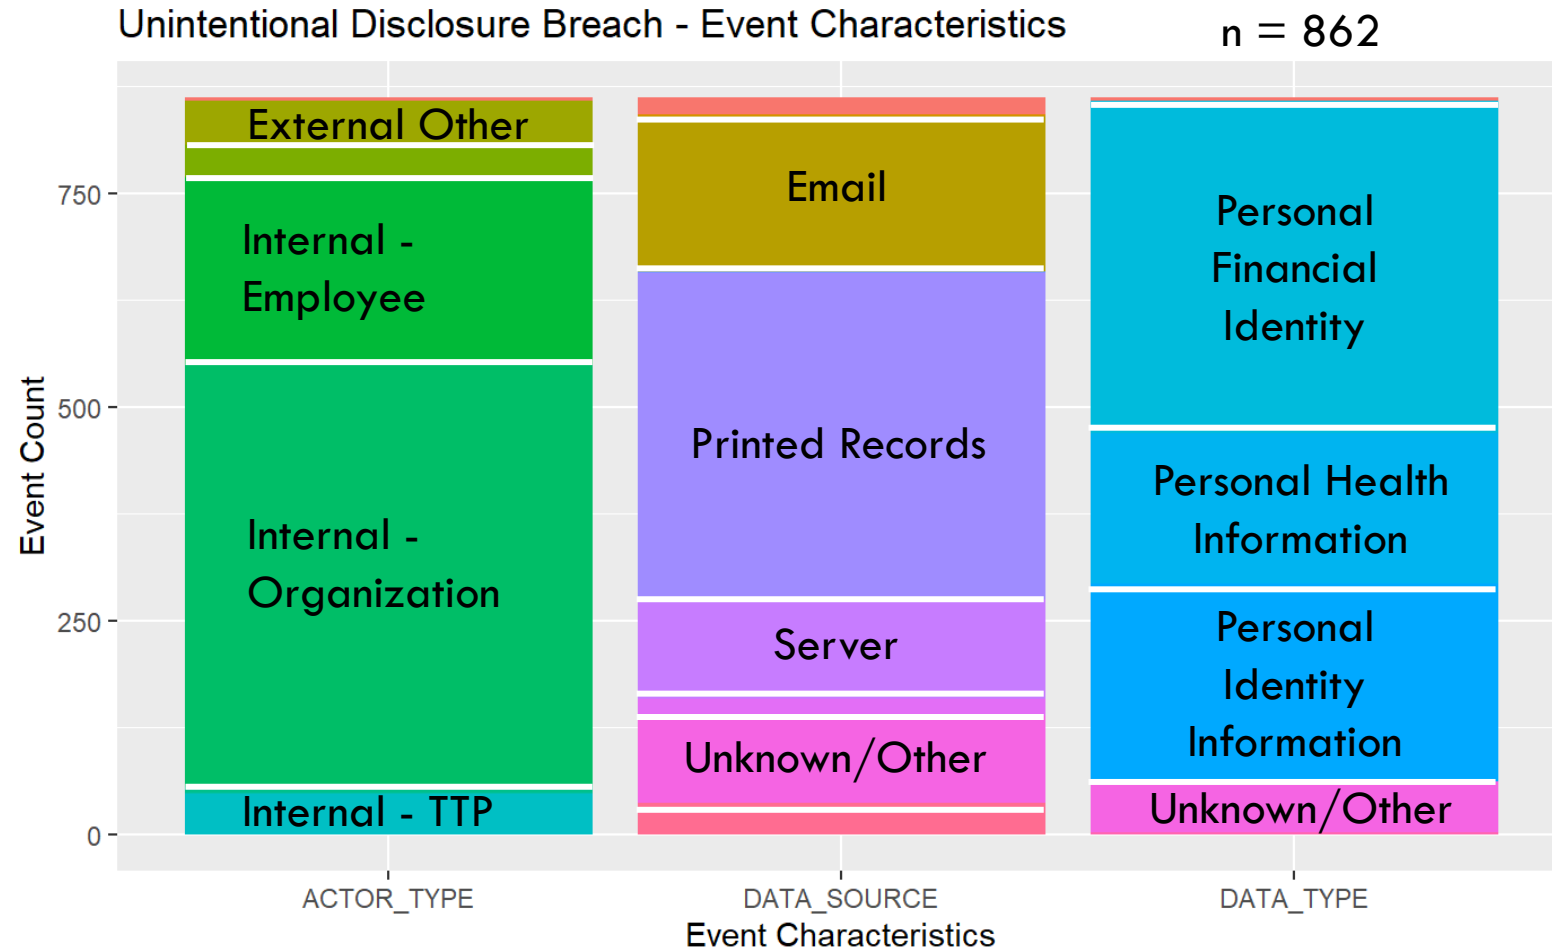 Unintentional Disclosure Breach - Event Characteristics
n = 862
Event Count
750
500
250
0
External Other
Internal -
Employee
Internal -
Organization
Internal - TTP
Email
Printed Records
Server
Unknown/Other
Personal
Financial
Identity
Personal Health
Information
Personal
Identity
Information
Unknown/Other
ACTOR_TYPE
DATA_SOURCE
DATA_TYPE
Event Characteristics